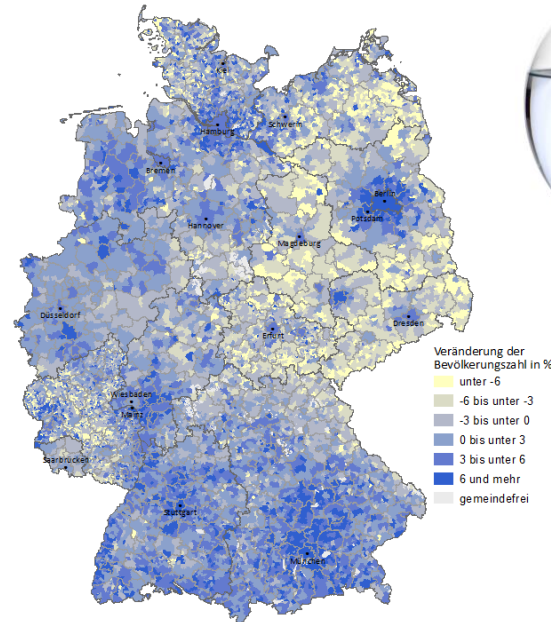 Kiel
Schwerin
Hamburg
Bremen
Berlin
Potsdam
Hannover
Magdeburg
Düsseldorf
Dresden
Erfurt
Wiesbaden
Mainz
Saarbrücken
Stuttgart
München
Veränderung der
Bevölkerungszahl in %
unter -6
-6 bis unter -3
-3 bis unter 0
0 bis unter 3
3 bis unter 6
6 und mehr
gemeindefrei